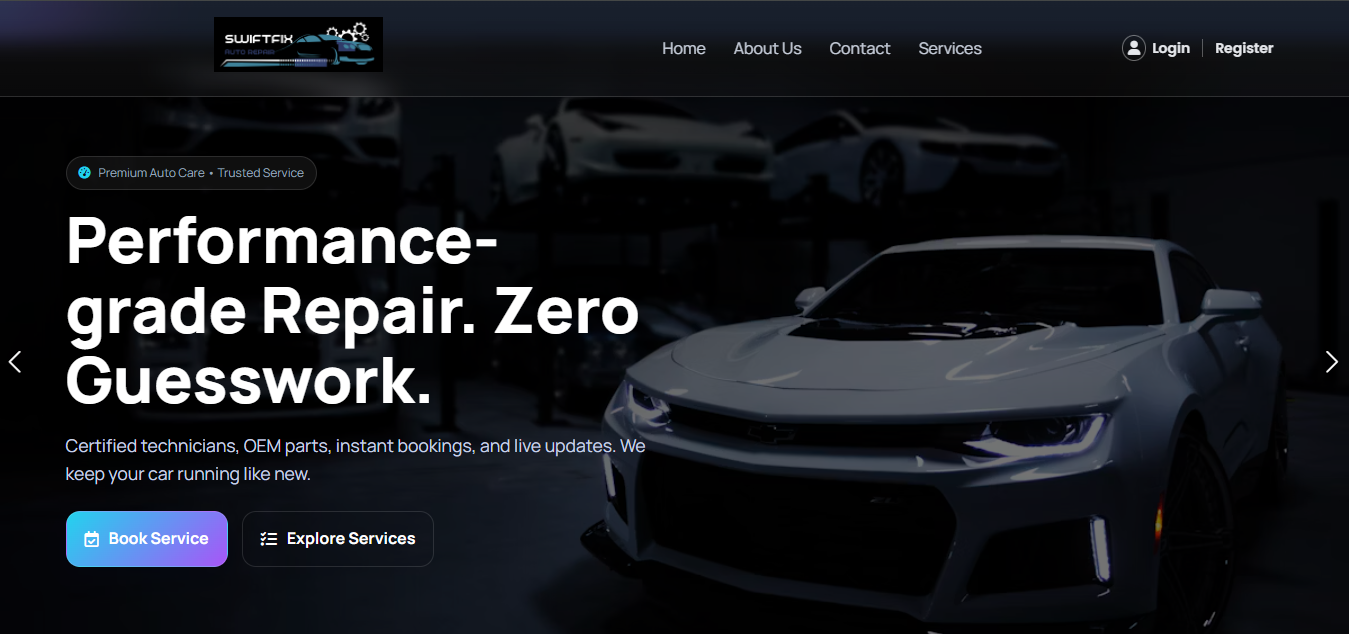 SWIFTFIX
AUTO REPAIR
Home About Us Contact Services
Login Register
Premium Auto Care • Trusted Service
Performance-
grade Repair. Zero
Guesswork.
Certified technicians, OEM parts, instant bookings, and live updates. We
keep your car running like new.
Book Service Explore Services